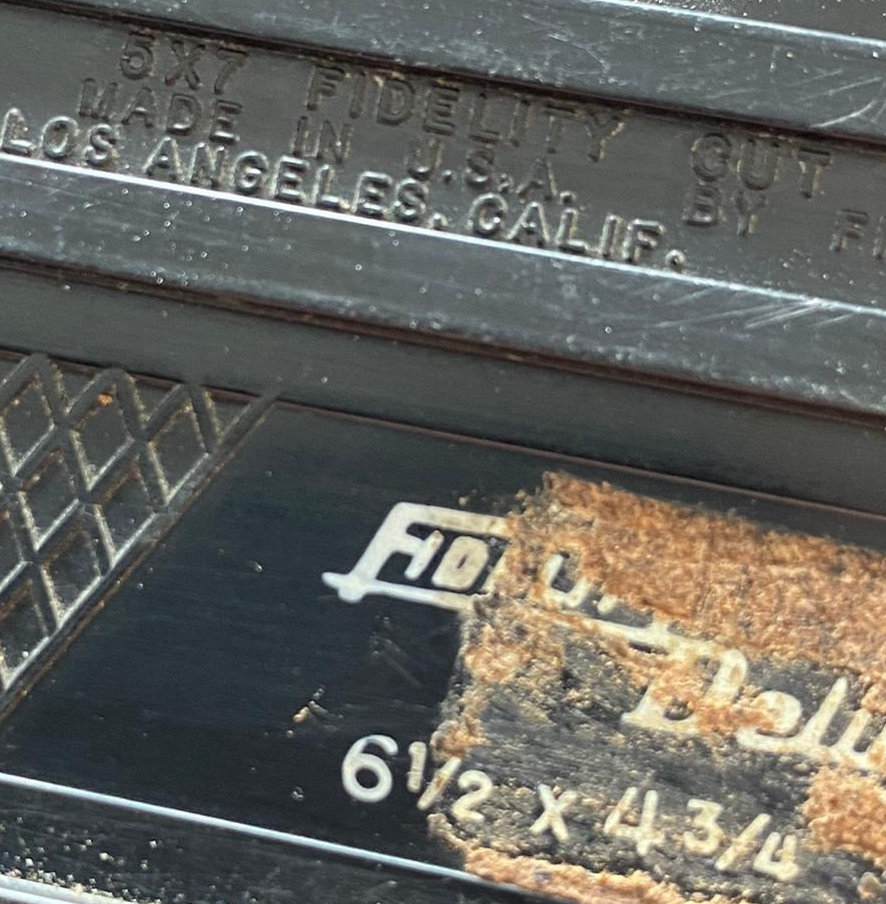 5X7 FIDELITY CUT
MADE IN U.S.A. BY
LOS ANGELES, CALIF.
6 1/2 x 4 3/4